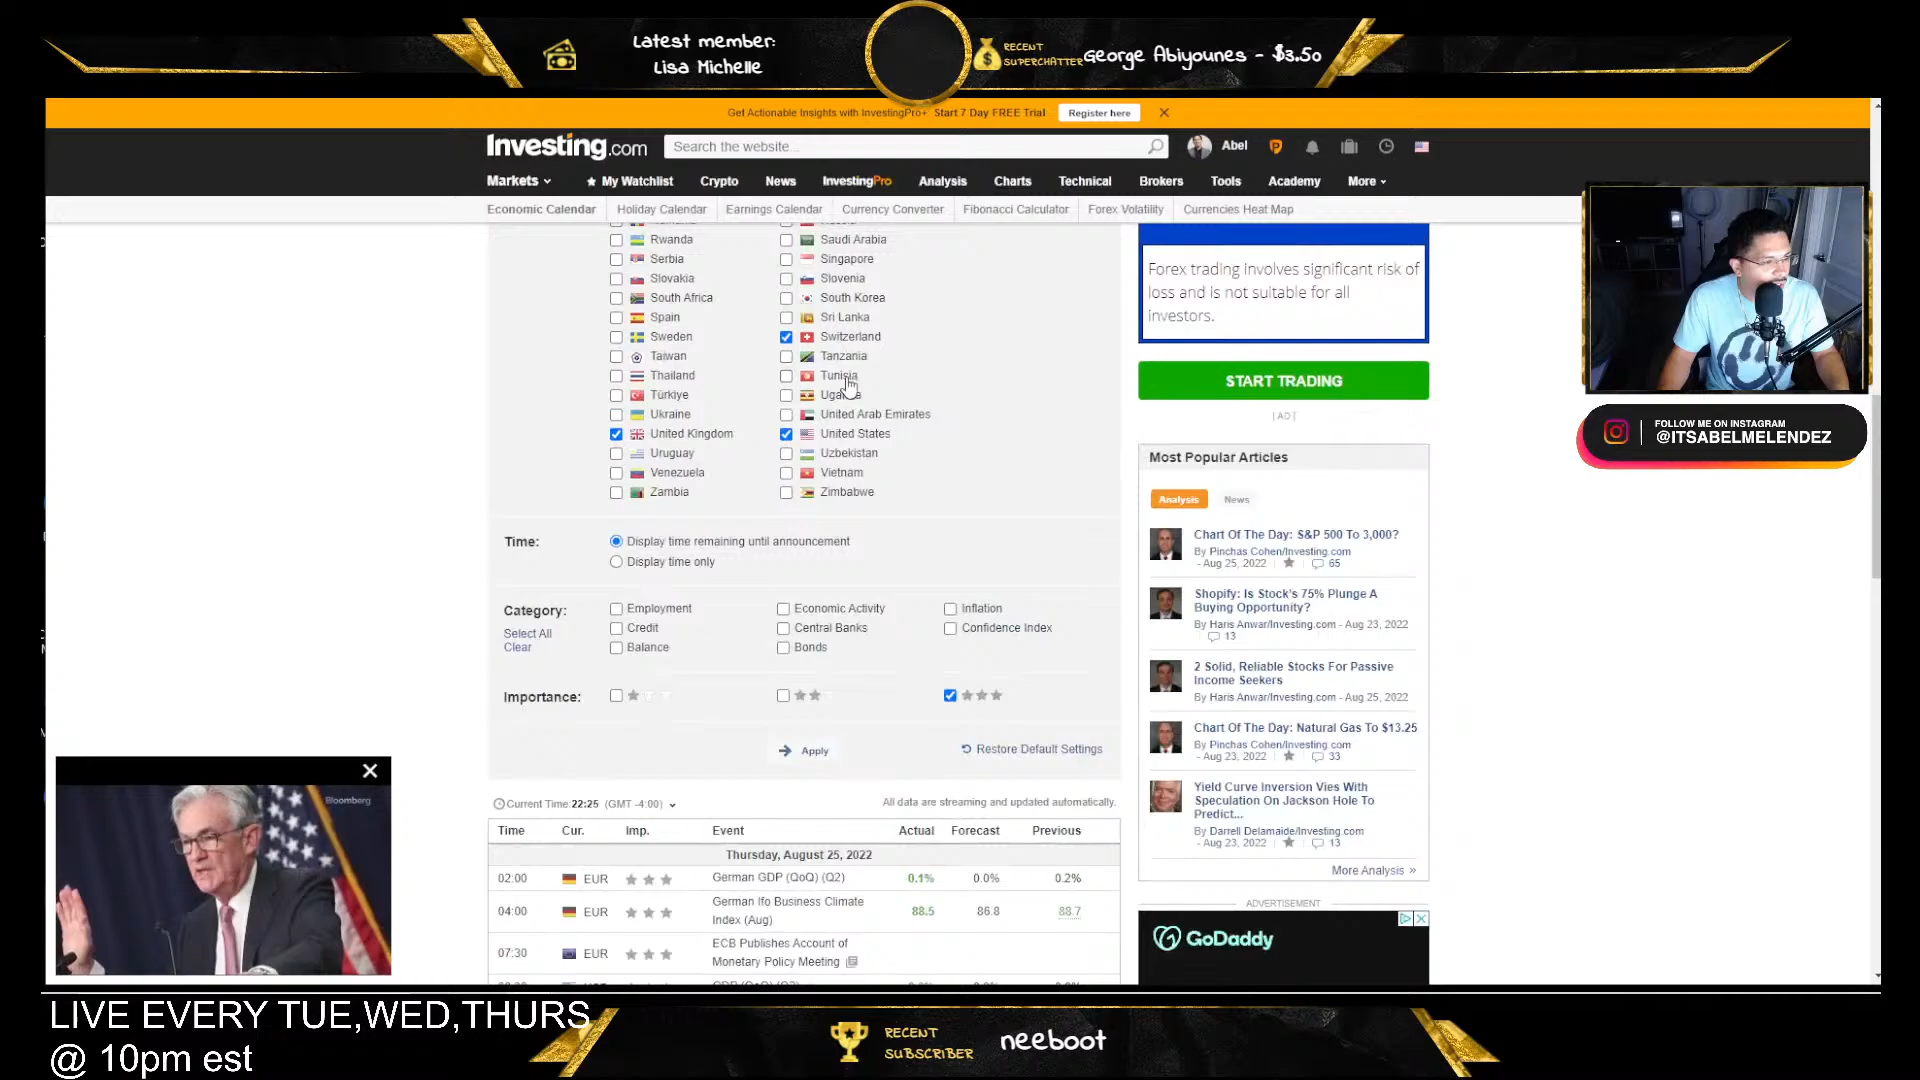 Latest member:
Lisa Michelle
RECENT
SUPERCHATTER
George Abiyounes - $3.50
Get Actionable Insights with InvestingPro+ Start 7 Day FREE Trial Register here
Investing.com
Search the website...
Abel
Markets
My Watchlist Crypto News InvestingPro Analysis Charts Technical Brokers Tools Academy More
Economic Calendar Holiday Calendar Earnings Calendar Currency Converter Fibonacci Calculator Forex Volatility Currencies Heat Map
Rwanda Saudi Arabia
Serbia Singapore
Slovakia Slovenia
South Africa South Korea
Spain Sri Lanka
Sweden Switzerland
Taiwan Tanzania
Thailand Tunisia
Türkiye
Ukraine United Arab Emirates
United Kingdom United States
Uruguay Uzbekistan
Venezuela Vietnam
Zambia Zimbabwe
Time: Display time remaining until announcement
Display time only
Category: Employment Economic Activity Inflation
Select All Credit Central Banks Confidence Index
Clear Balance Bonds
Importance:
Apply Restore Default Settings
Current Time: 22:25 (GMT -4:00) All data are streaming and updated automatically.
Time Cur. Imp. Event Actual Forecast Previous
Thursday, August 25, 2022
02:00 EUR German GDP (QoQ) (Q2) 0.1% 0.0% 0.2%
04:00 EUR German Ifo Business Climate Index (Aug) 88.5 86.8 88.7
07:30 EUR ECB Publishes Account of Monetary Policy Meeting
Forex trading involves significant risk of
loss and is not suitable for all
investors.
START TRADING
| AD |
Most Popular Articles
Analysis News
Chart Of The Day: S&P 500 To 3,000?
By Pinchas Cohen/Investing.com
- Aug 25, 2022 65
Shopify: Is Stock's 75% Plunge A
Buying Opportunity?
By Haris Anwar/Investing.com - Aug 23, 2022
13
2 Solid, Reliable Stocks For Passive
Income Seekers
By Haris Anwar/Investing.com - Aug 25, 2022
Chart Of The Day: Natural Gas To $13.25
By Pinchas Cohen/Investing.com
- Aug 23, 2022 33
Yield Curve Inversion Vies With
Speculation On Jackson Hole To
Predict...
By Darrell Delamaide/Investing.com
- Aug 23, 2022 13
More Analysis »
ADVERTISEMENT
GoDaddy
FOLLOW ME ON INSTAGRAM
@ITSABELMELENDEZ
Bloomberg
LIVE EVERY TUE,WED,THURS
@ 10pm est
RECENT
SUBSCRIBER
neeboot